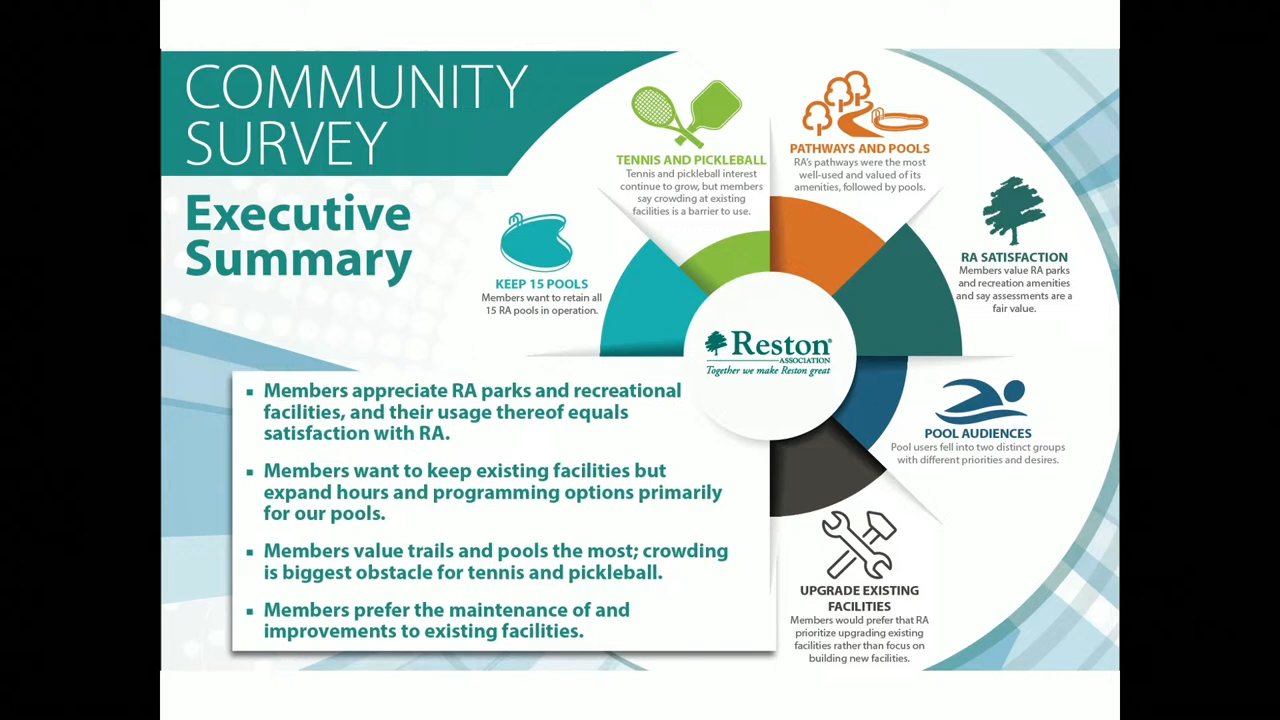 COMMUNITY
SURVEY
Executive
Summary
TENNIS AND PICKLEBALL
Tennis and pickleball interest
continue to grow, but members
say crowding at existing
facilities is a barrier to use.
PATHWAYS AND POOLS
RA's pathways were the most
well-used and valued of its
amenities, followed by pools.
KEEP 15 POOLS
Members want to retain all
15 RA pools in operation.
RA SATISFACTION
Members value RA parks
and recreation amenities
and say assessments are a
fair value.
Reston®
ASSOCIATION
Together we make Reston great
POOL AUDIENCES
Pool users fell into two distinct groups
with different priorities and desires.
UPGRADE EXISTING
FACILITIES
Members would prefer that RA
prioritize upgrading existing
facilities rather than focus on
building new facilities.
▪ Members appreciate RA parks and recreational
facilities, and their usage thereof equals
satisfaction with RA.
▪ Members want to keep existing facilities but
expand hours and programming options primarily
for our pools.
▪ Members value trails and pools the most; crowding
is biggest obstacle for tennis and pickleball.
▪ Members prefer the maintenance of and
improvements to existing facilities.